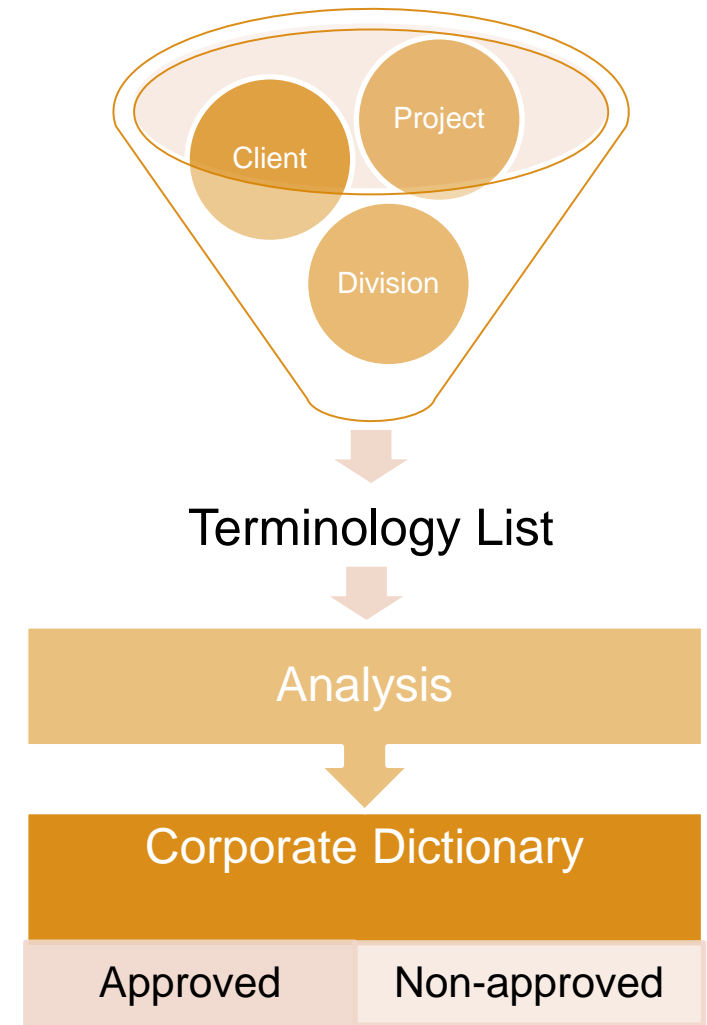 Project
Client
Division
Terminology List
Analysis
Corporate Dictionary
Approved
Non-approved